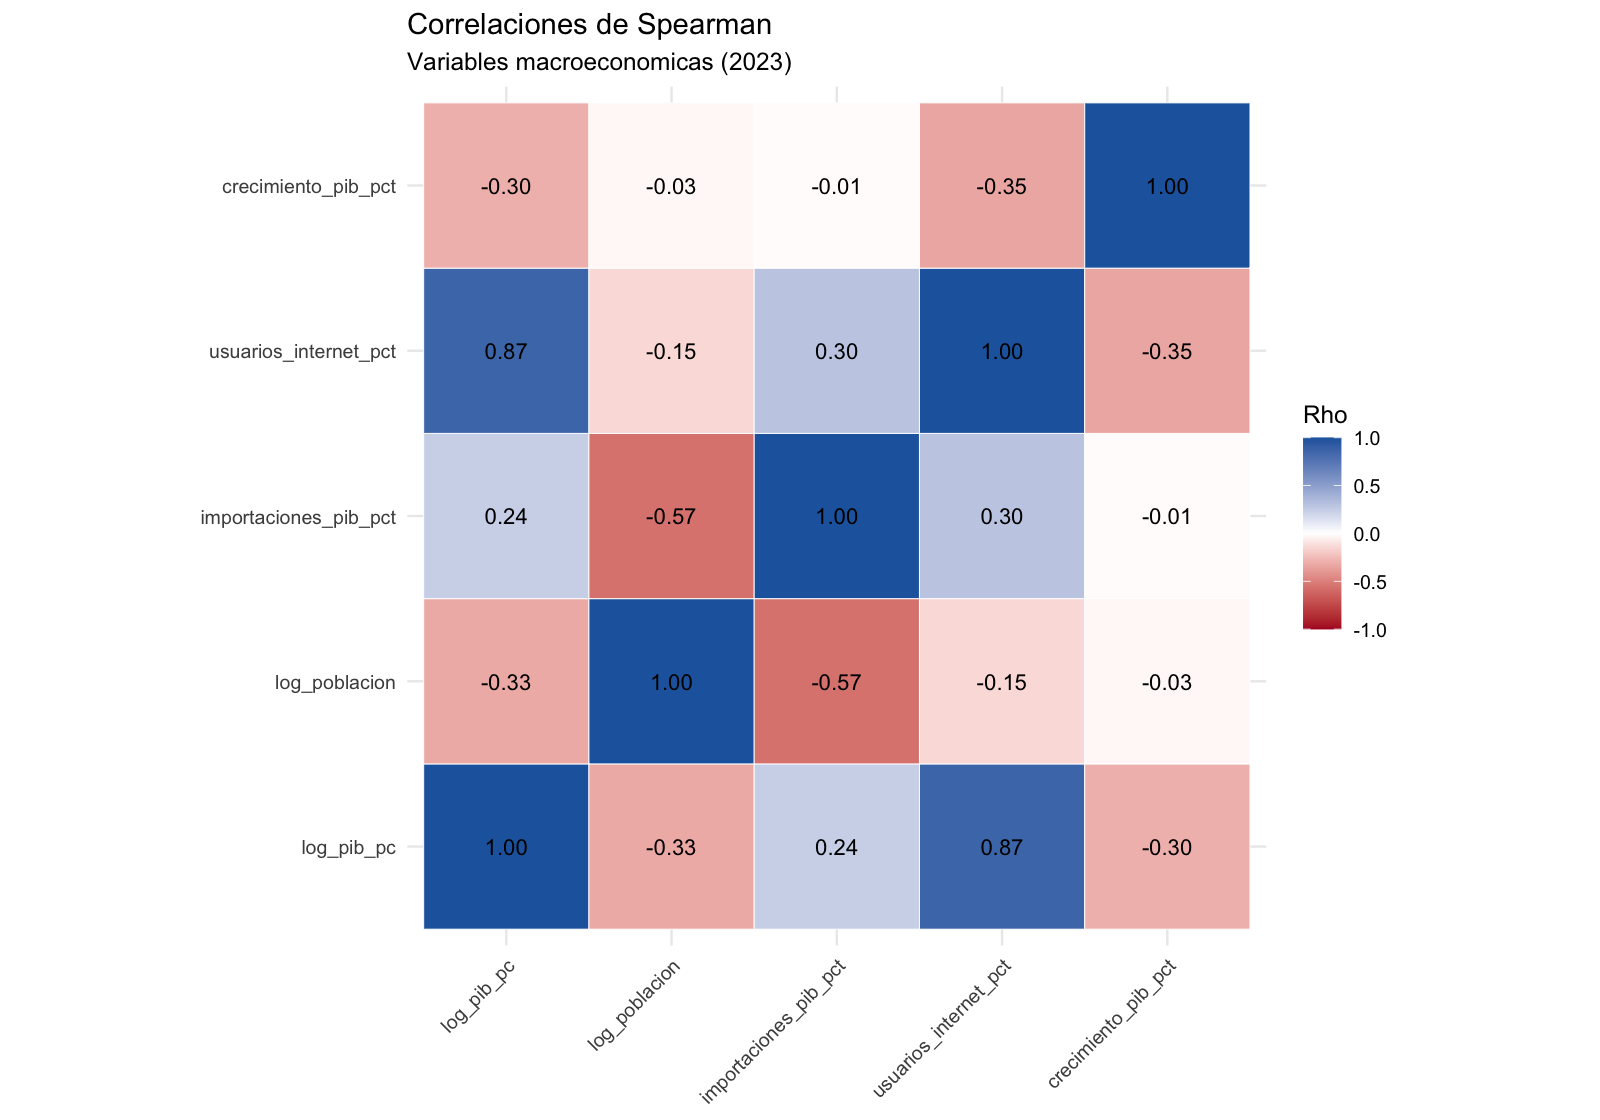 Correlaciones de Spearman
Variables macroeconomicas (2023)
crecimiento_pib_pct
-0.30 -0.03 -0.01 -0.35 1.00
usuarios_internet_pct
0.87 -0.15 0.30 1.00 -0.35
importaciones_pib_pct
0.24 -0.57 1.00 0.30 -0.01
log_poblacion
-0.33 1.00 -0.57 -0.15 -0.03
log_pib_pc
1.00 -0.33 0.24 0.87 -0.30
log_pib_pc
log_poblacion
importaciones_pib_pct
usuarios_internet_pct
crecimiento_pib_pct
Rho
1.0
0.5
0.0
-0.5
-1.0